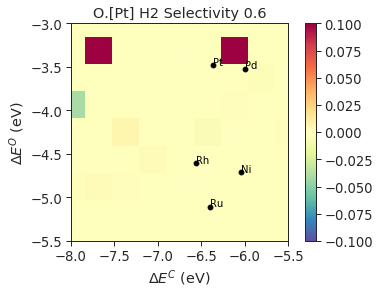 O.[Pt] H2 Selectivity 0.6
−3.0
−3.5
−4.0
−4.5
−5.0
−5.5
ΔE^O (eV)
Pt
Pd
Rh
Ni
Ru
−8.0 −7.5 −7.0 −6.5 −6.0 −5.5
ΔE^C (eV)
0.100
0.075
0.050
0.025
0.000
−0.025
−0.050
−0.075
−0.100